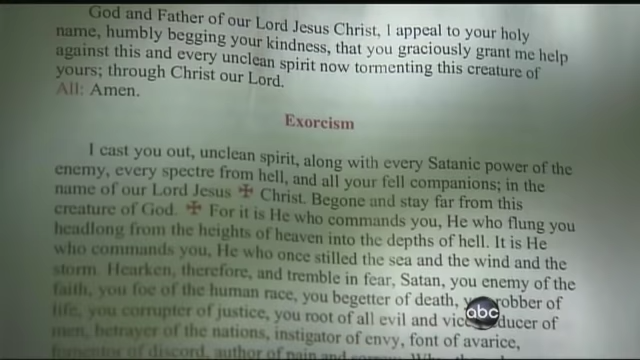 God and Father of our Lord Jesus Christ, I appeal to your holy
name, humbly begging your kindness, that you graciously grant me help
against this and every unclean spirit now tormenting this creature of
yours; through Christ our Lord.
All: Amen.
Exorcism
I cast you out, unclean spirit, along with every Satanic power of the
enemy, every spectre from hell, and all your fell companions; in the
name of our Lord Jesus ✠ Christ. Begone and stay far from this
creature of God. ✠ For it is He who commands you, He who flung you
headlong from the heights of heaven into the depths of hell. It is He
who commands you, He who once stilled the sea and the wind and the
storm. Hearken, therefore, and tremble in fear, Satan, you enemy of the
faith, you foe of the human race, you begetter of death, robber of
life, you corrupter of justice, you root of all evil and
men, betrayer of the nations, instigator of envy, font of avarice,
fomentor of discord, author of pain and
abc